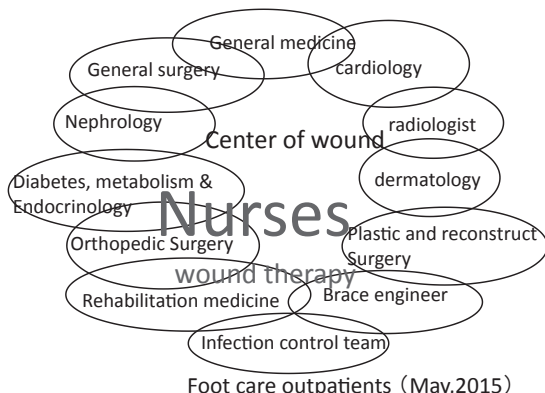 General medicine
General surgery
cardiology
Nephrology
radiologist
Center of wound
Diabetes, metabolism &
Endocrinology
dermatology
Nurses
Orthopedic Surgery
Plastic and reconstruct
Surgery
wound therapy
Rehabilitation medicine
Brace engineer
Infection control team
Foot care outpatients（May.2015）